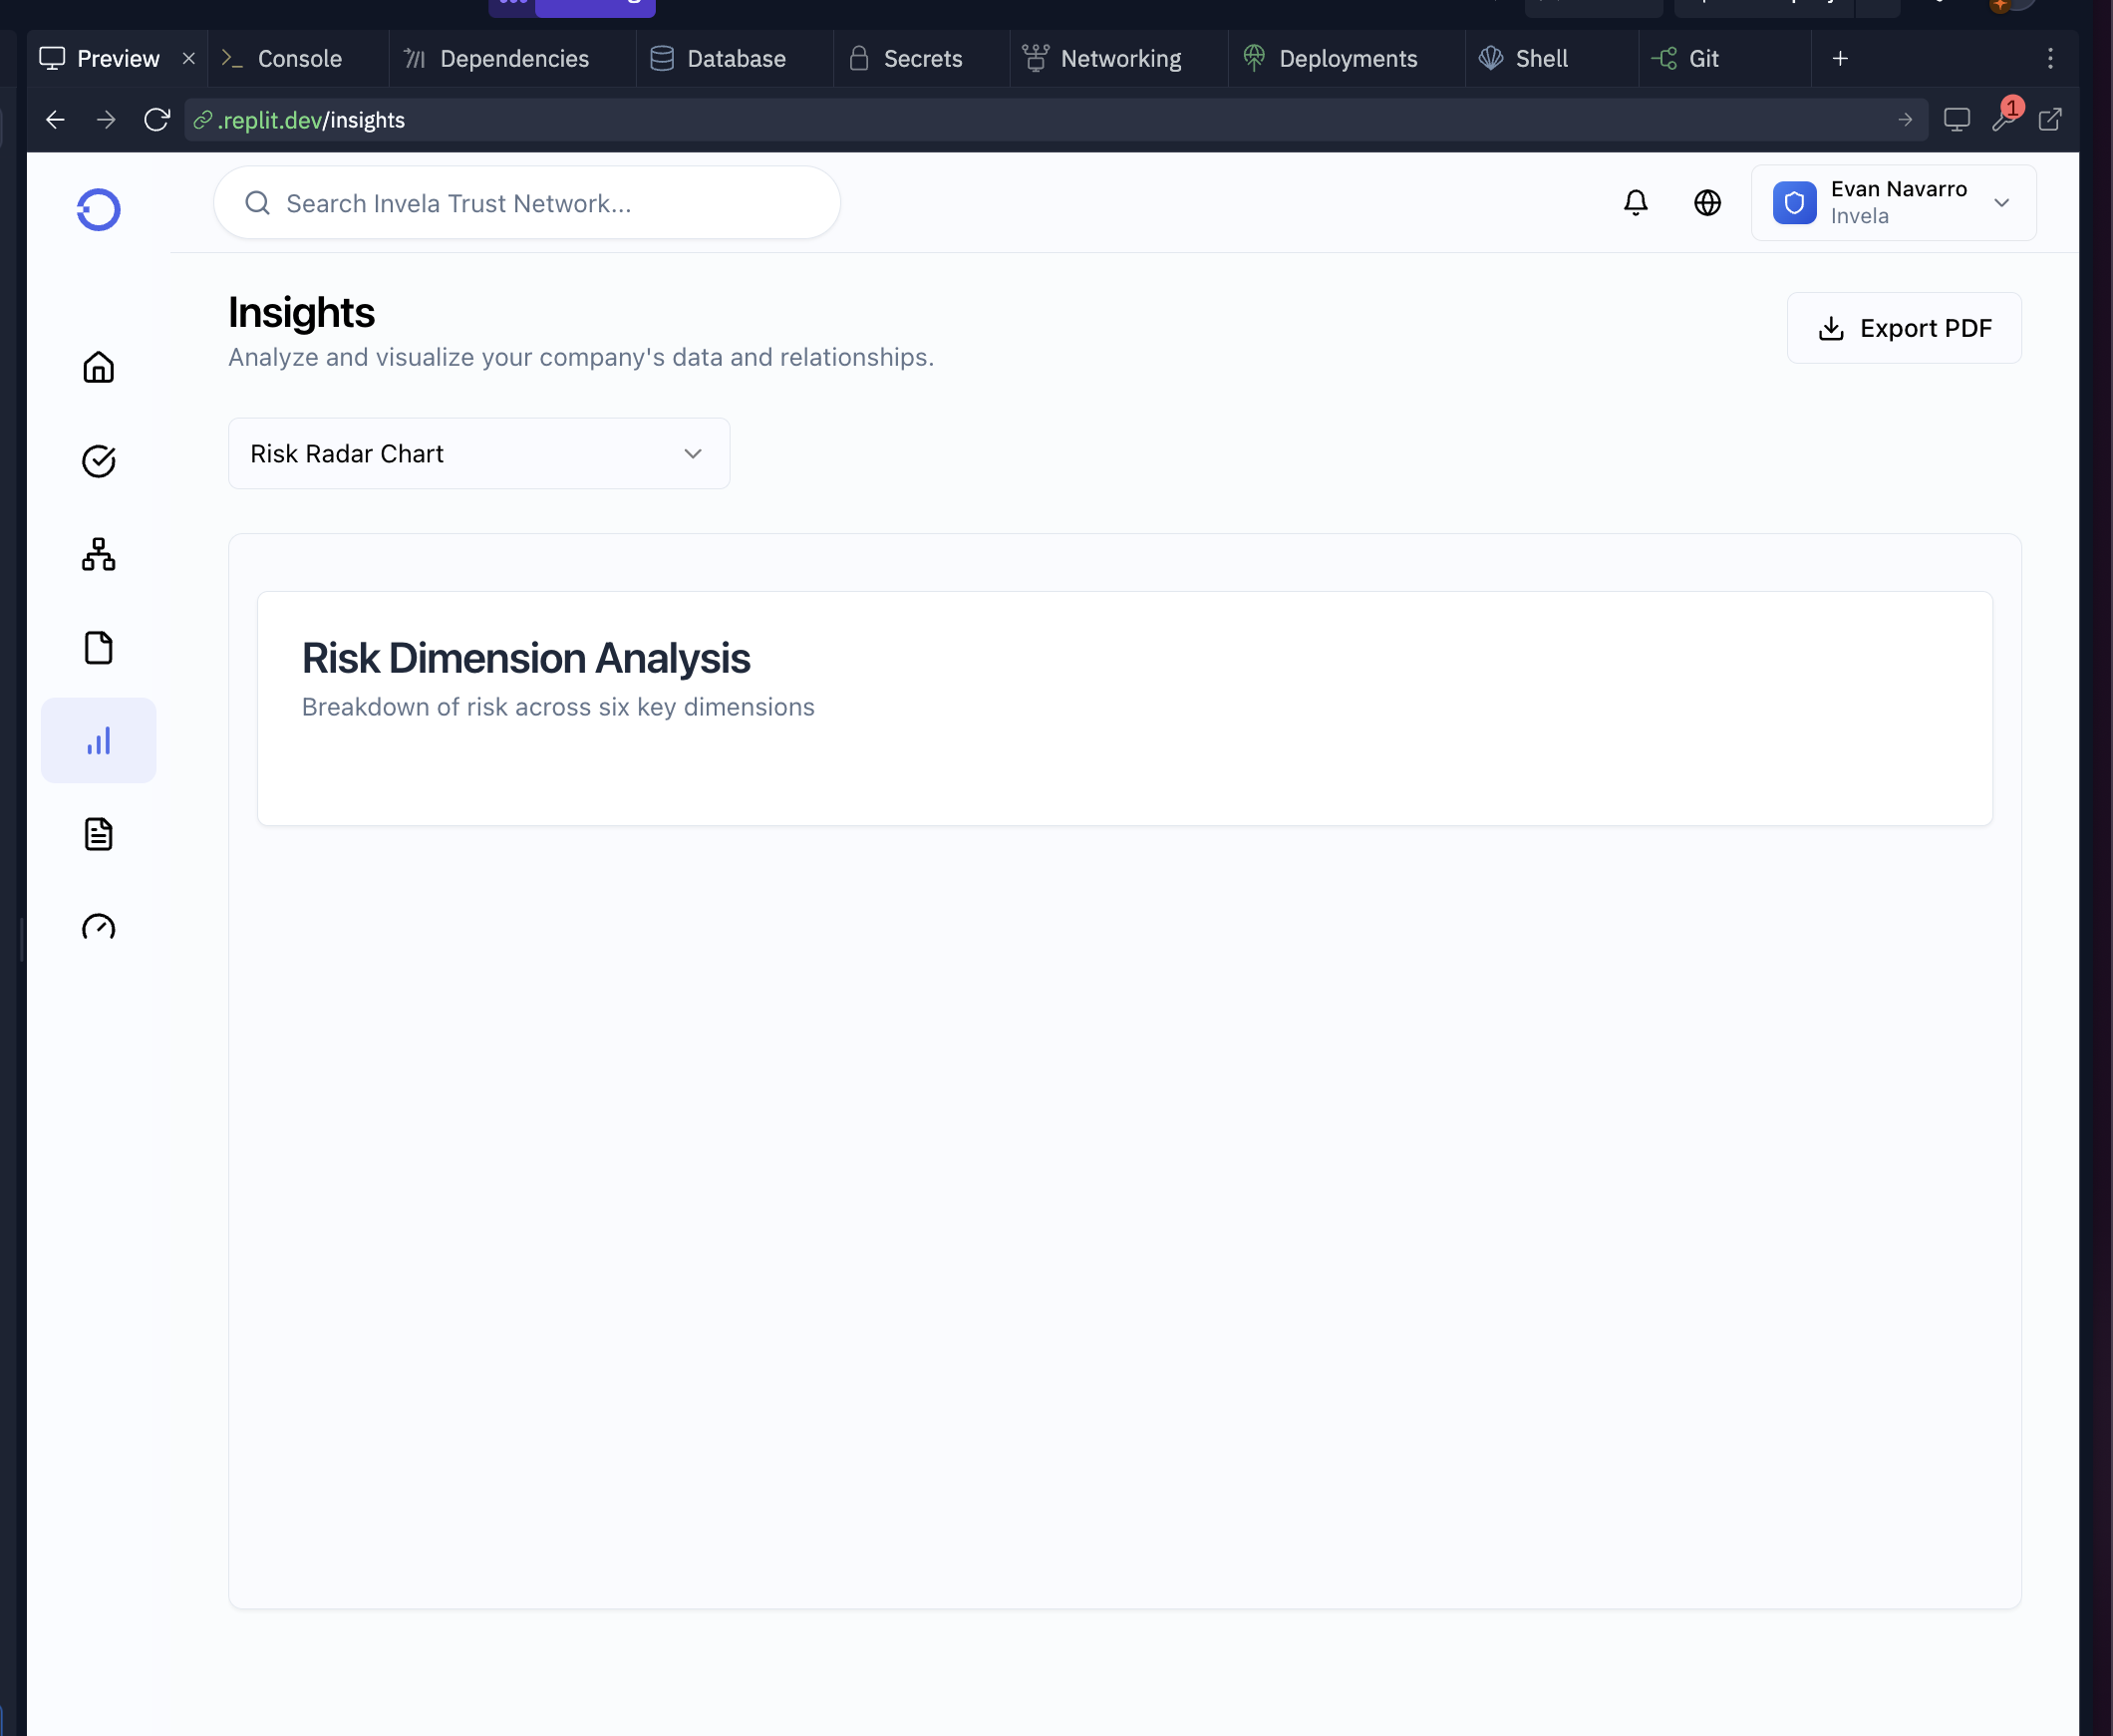 Preview
Console
Dependencies
Database
Secrets
Networking
Deployments
Shell
Git
.replit.dev/insights
1
Search Invela Trust Network...
Evan Navarro
Invela
Insights
Analyze and visualize your company's data and relationships.
Export PDF
Risk Radar Chart
Risk Dimension Analysis
Breakdown of risk across six key dimensions